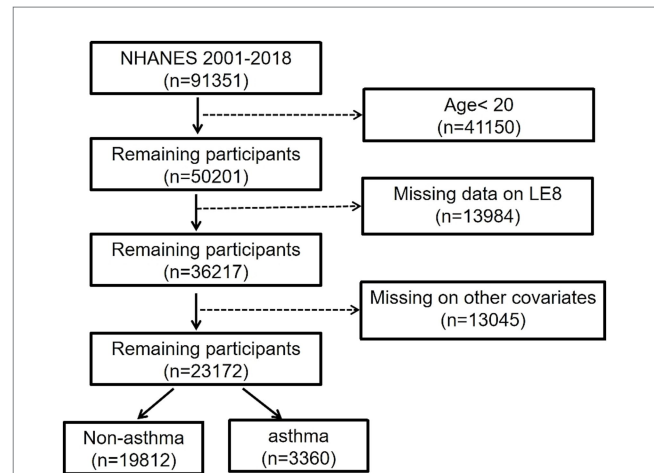 NHANES 2001-2018
(n=91351)
Age< 20
(n=41150)
Remaining participants
(n=50201)
Missing data on LE8
(n=13984)
Remaining participants
(n=36217)
Missing on other covariates
(n=13045)
Remaining participants
(n=23172)
Non-asthma
(n=19812)
asthma
(n=3360)